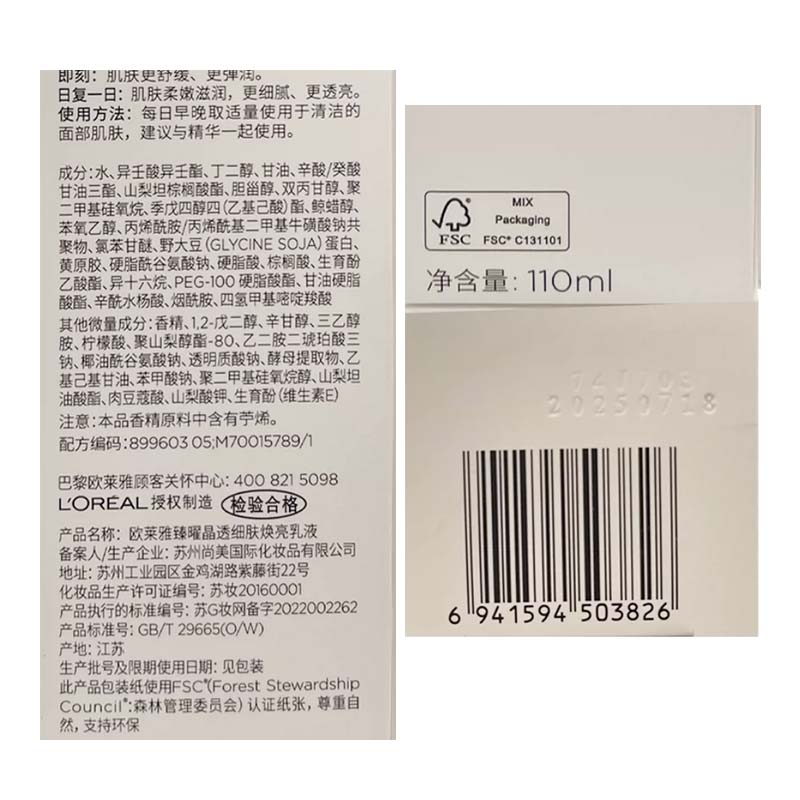 即刻：肌肤更舒缓、更弹润。
日复一日：肌肤柔嫩滋润，更细腻、更透亮。
使用方法：每日早晚取适量使用于清洁的
面部肌肤，建议与精华一起使用。
成分：水、异壬酸异壬酯、丁二醇、甘油、辛酸/癸酸
甘油三酯、山梨坦棕榈酸酯、胆甾醇、双丙甘醇、聚
二甲基硅氧烷、季戊四醇四（乙基己酸）酯、鲸蜡醇、
苯氧乙醇、丙烯酰胺/丙烯酰基二甲基牛磺酸钠共
聚物、氯苯甘醚、野大豆（GLYCINE SOJA）蛋白、
黄原胶、硬脂酰谷氨酸钠、硬脂酸、棕榈酸、生育酚
乙酸酯、异十六烷、PEG-100 硬脂酸酯、甘油硬脂
酸酯、辛酰水杨酸、烟酰胺、四氢甲基嘧啶羧酸
其他微量成分：香精、1,2-戊二醇、辛甘醇、三乙醇
胺、柠檬酸、聚山梨醇酯-80、乙二胺二琥珀酸三
钠、椰油酰谷氨酸钠、透明质酸钠、酵母提取物、乙
基己基甘油、苯甲酸钠、聚二甲基硅氧烷醇、山梨坦
油酸酯、肉豆蔻酸、山梨酸钾、生育酚（维生素E）
注意：本品香精原料中含有苧烯。
配方编码：899603 05;M70015789/1
巴黎欧莱雅顾客关怀中心：400 821 5098
L'ORÉAL 授权制造 检验合格
产品名称：欧莱雅臻曜晶透细肤焕亮乳液
备案人/生产企业：苏州尚美国际化妆品有限公司
地址：苏州工业园区金鸡湖路紫藤街22号
化妆品生产许可证编号：苏妆20160001
产品执行的标准编号：苏G妆网备字2022002262
产品标准号：GB/T 29665(O/W)
产地：江苏
生产批号及限期使用日期：见包装
此产品包装纸使用FSC®(Forest Stewardship
Council®:森林管理委员会）认证纸张，尊重自
然，支持环保
MIX
Packaging
FSC
FSC® C131101
净含量：110ml
20250718
6 941594 503826